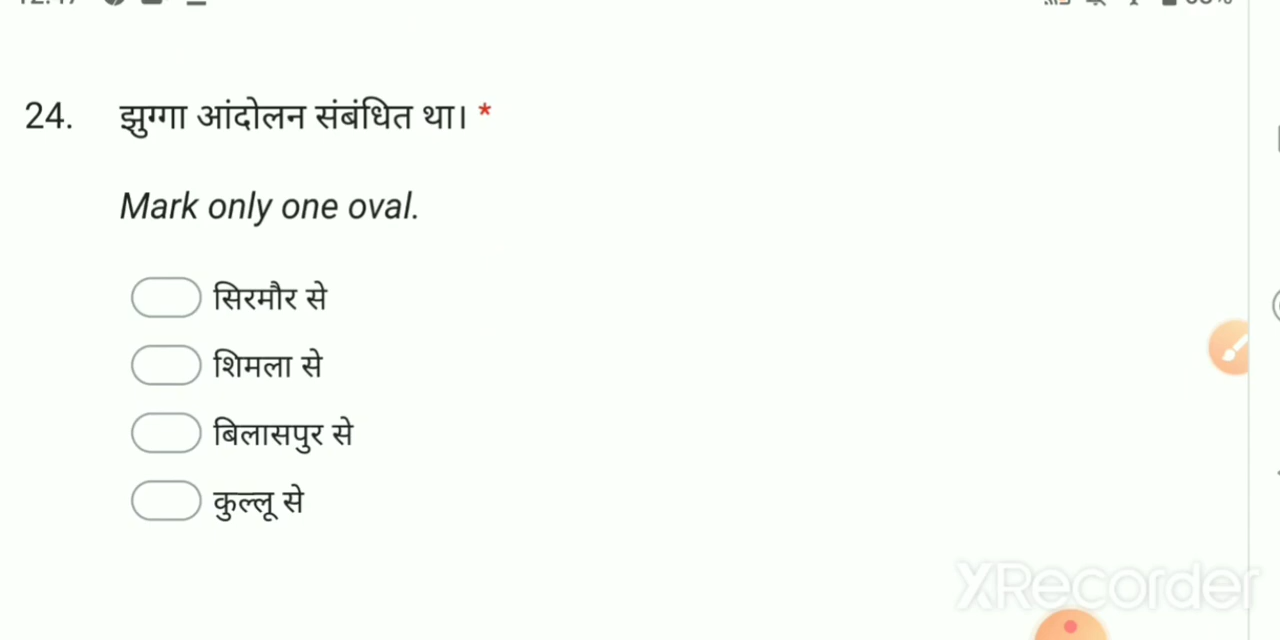 24. झुग्गा आंदोलन संबंधित था। *
Mark only one oval.
सिरमौर से
शिमला से
बिलासपुर से
कुल्लू से
XRecorder